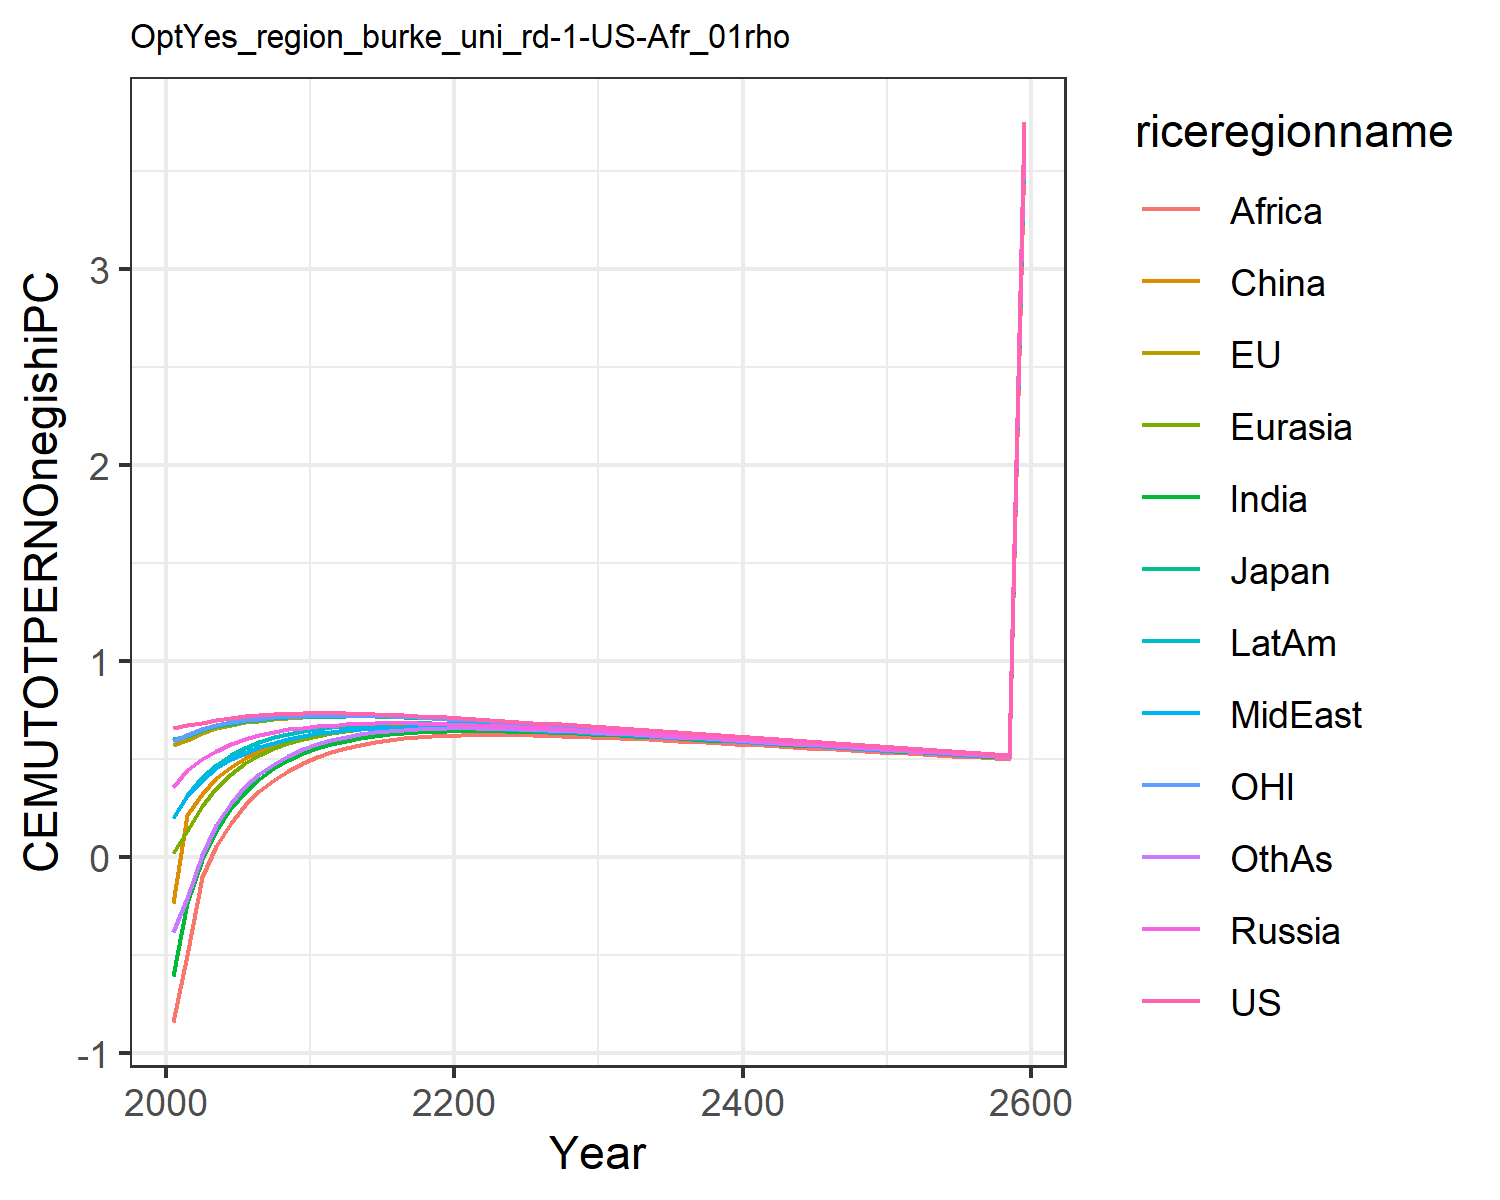 OptYes_region_burke_uni_rd-1-US-Afr_01rho
CEMUTOTPERNOnegishiPC
3
2
1
0
-1
2000
2200
2400
2600
Year
riceregionname
Africa
China
EU
Eurasia
India
Japan
LatAm
MidEast
OHI
OthAs
Russia
US